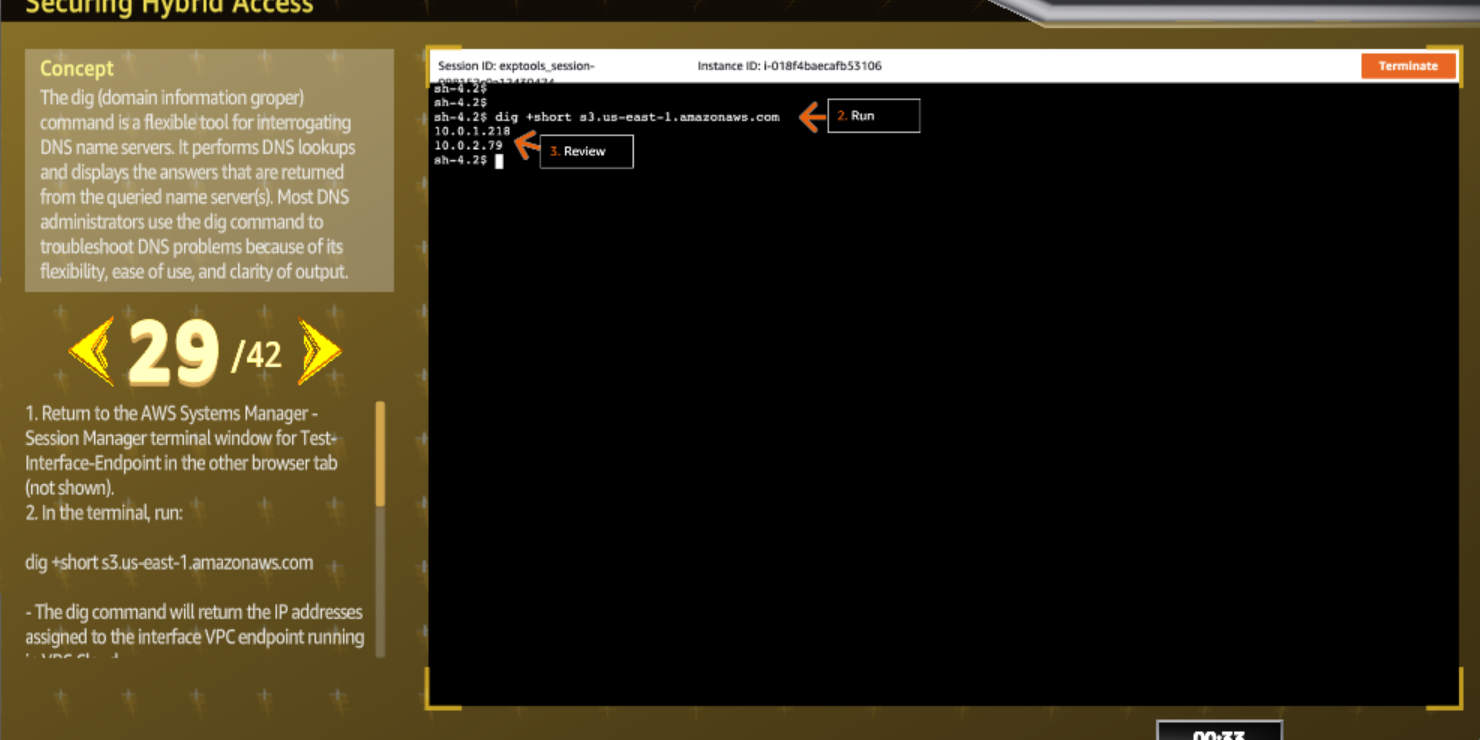 Securing Hybrid Access
Concept
The dig (domain information groper)
command is a flexible tool for interrogating
DNS name servers. It performs DNS lookups
and displays the answers that are returned
from the queried name server(s). Most DNS
administrators use the dig command to
troubleshoot DNS problems because of its
flexibility, ease of use, and clarity of output.
29 /42
1. Return to the AWS Systems Manager -
Session Manager terminal window for Test-
Interface-Endpoint in the other browser tab
(not shown).
2. In the terminal, run:
dig +short s3.us-east-1.amazonaws.com
- The dig command will return the IP addresses
assigned to the interface VPC endpoint running
Session ID: exptools_session-
Instance ID: i-018f4baecafb53106
Terminate
sh-4.2$
sh-4.2$
sh-4.2$ dig +short s3.us-east-1.amazonaws.com
2. Run
10.0.1.218
10.0.2.79
3. Review
sh-4.2$
00:33